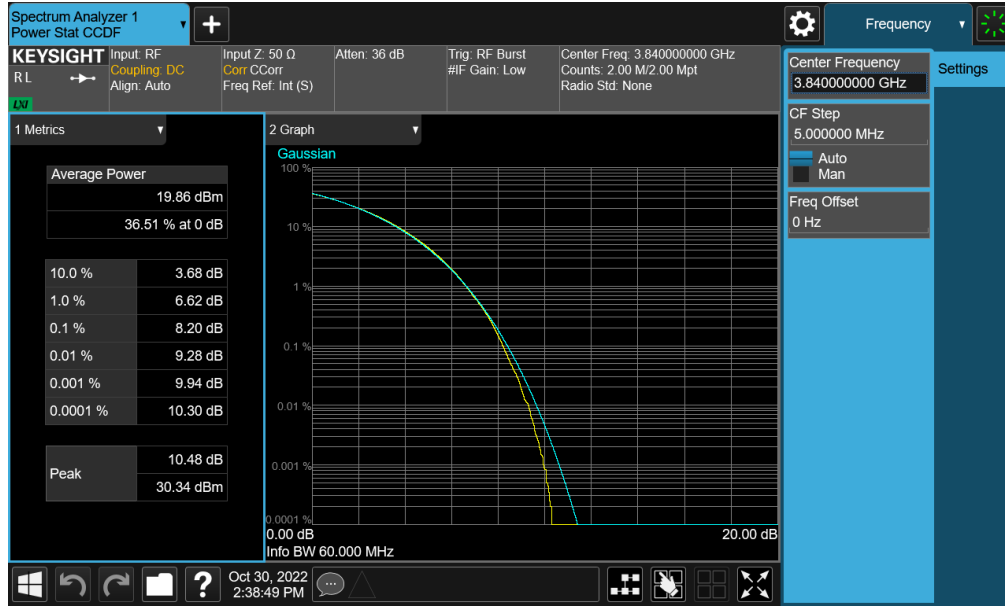 Spectrum Analyzer 1
Power Stat CCDF
+
Frequency
KEYSIGHT
RL
LXI
Input: RF
Coupling: DC
Align: Auto
Input Z: 50 Ω
Corr CCorr
Freq Ref: Int (S)
Atten: 36 dB
Trig: RF Burst
#IF Gain: Low
Center Freq: 3.840000000 GHz
Counts: 2.00 M/2.00 Mpt
Radio Std: None
Center Frequency
3.840000000 GHz
Settings
CF Step
5.000000 MHz
Auto
Man
Freq Offset
0 Hz
1 Metrics
Average Power
19.86 dBm
36.51 % at 0 dB
10.0 % 3.68 dB
1.0 % 6.62 dB
0.1 % 8.20 dB
0.01 % 9.28 dB
0.001 % 9.94 dB
0.0001 % 10.30 dB
Peak
10.48 dB
30.34 dBm
2 Graph
Gaussian
100 %
10 %
1 %
0.1 %
0.01 %
0.001 %
0.0001 %
0.00 dB 20.00 dB
Info BW 60.000 MHz
?
Oct 30, 2022
2:38:49 PM